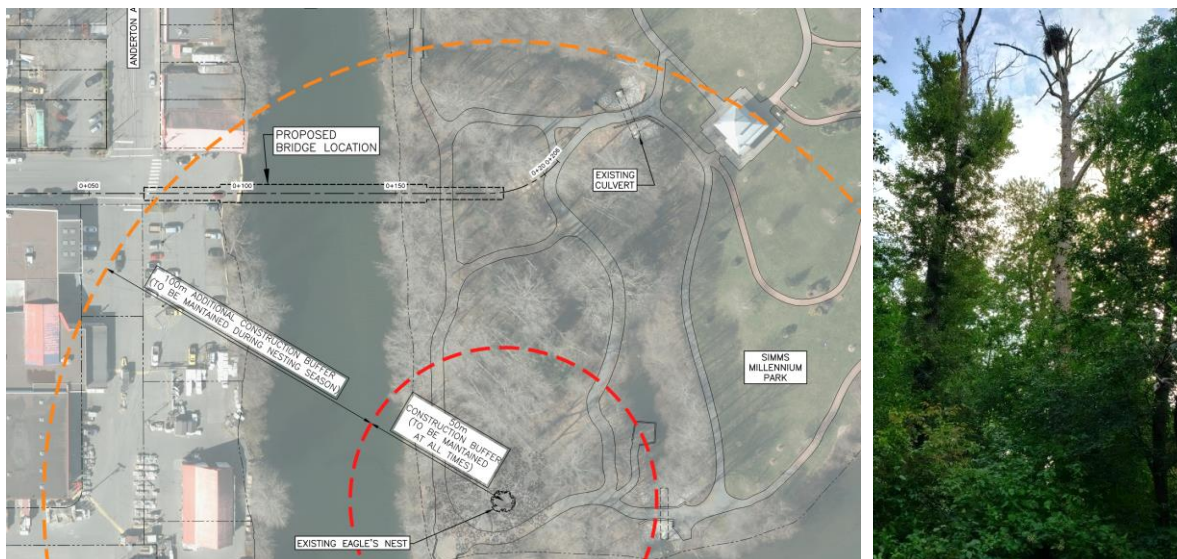 ANDERTON A
PROPOSED
BRIDGE LOCATION
0+050
0+100
0+150
EXISTING
CULVERT
100m ADDITIONAL CONSTRUCTION BUFFER
(TO BE MAINTAINED DURING NESTING SEASON)
50m
CONSTRUCTION BUFFER
(TO BE MAINTAINED
AT ALL TIMES)
SIMMS
MILLENNIUM
PARK
EXISTING EAGLE'S NEST